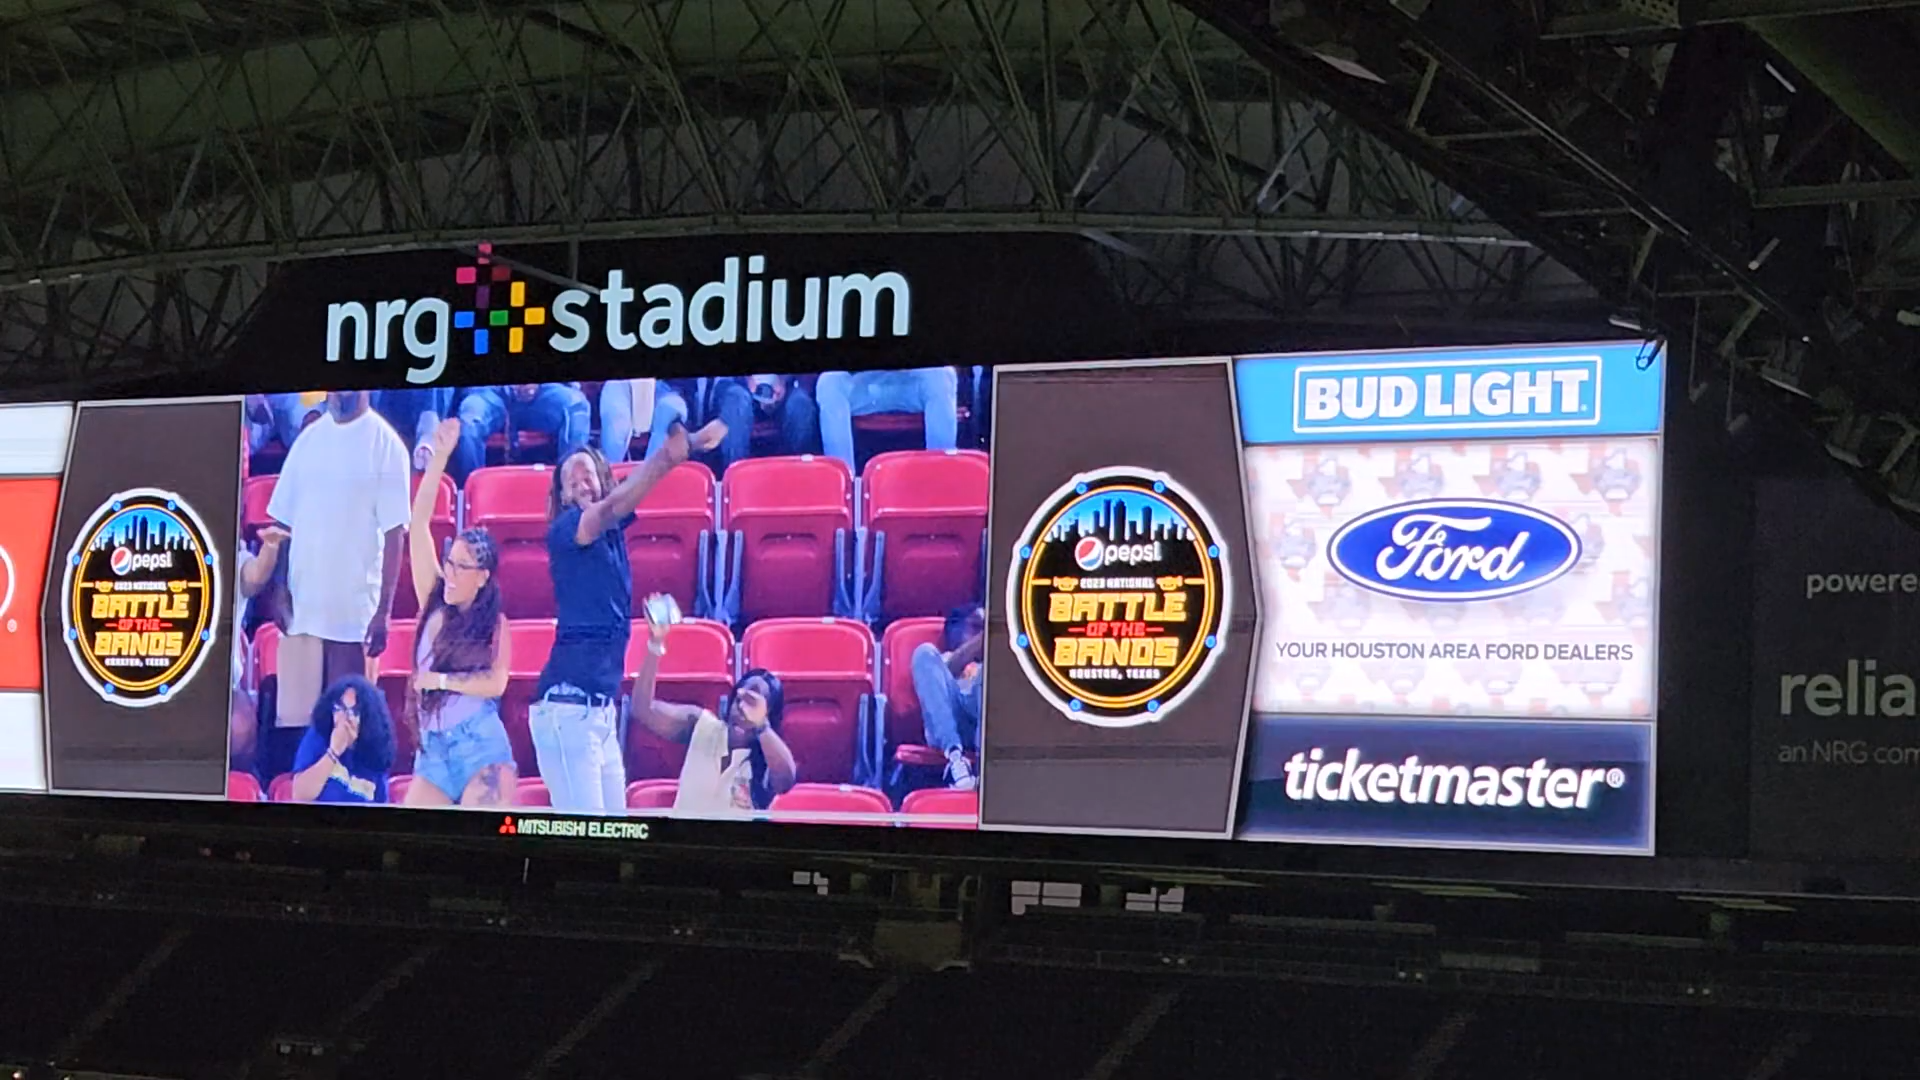 nrg stadium
pepsi
2023 NATIONAL
BATTLE
OF THE
BANDS
HOUSTON, TEXAS
MITSUBISHI ELECTRIC
pepsi
2023 NATIONAL
BATTLE
OF THE
BANDS
HOUSTON, TEXAS
BUD LIGHT
Ford
YOUR HOUSTON AREA FORD DEALERS
ticketmaster®
powere
relia
an NRG com
®